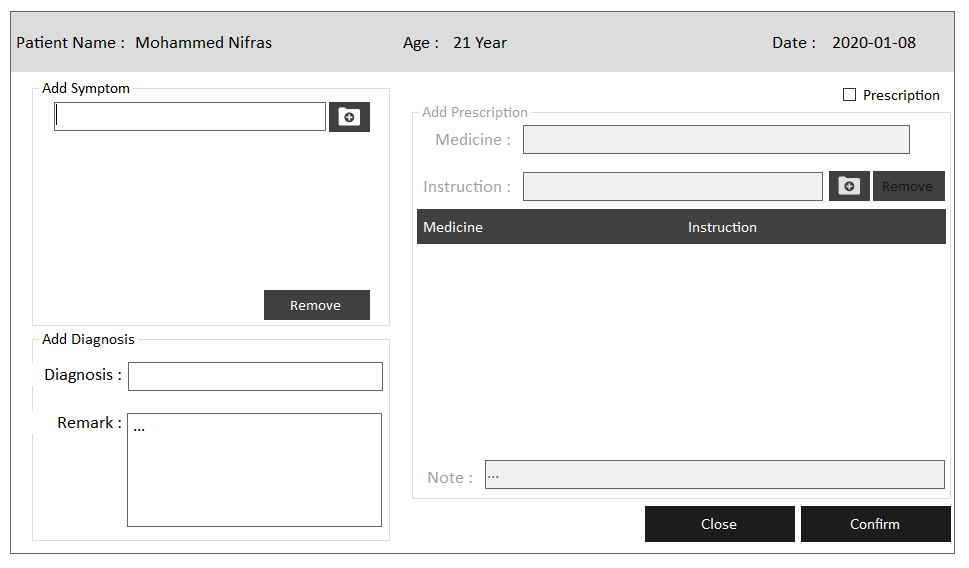 Patient Name : Mohammed Nifras Age : 21 Year Date : 2020-01-08
Add Symptom
Remove
Add Diagnosis
Diagnosis :
Remark : ...
Prescription
Add Prescription
Medicine :
Instruction : Remove
Medicine Instruction
Note : ...
Close Confirm